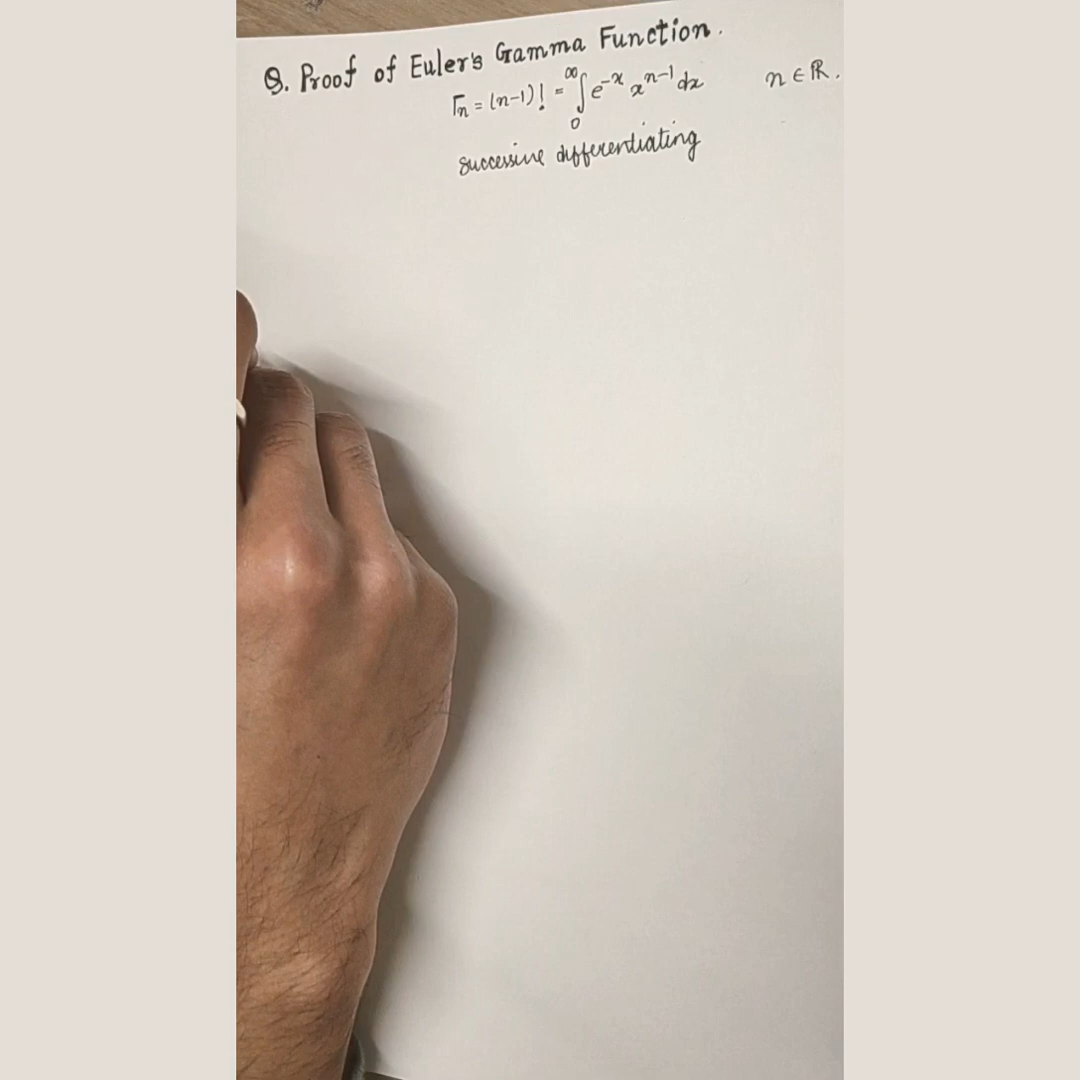 Q. Proof of Euler's Gamma Function.
Γn = (n-1)! = ∞∫0 e^-x x^n-1 dx n ∈ ℝ.
successive differentiating